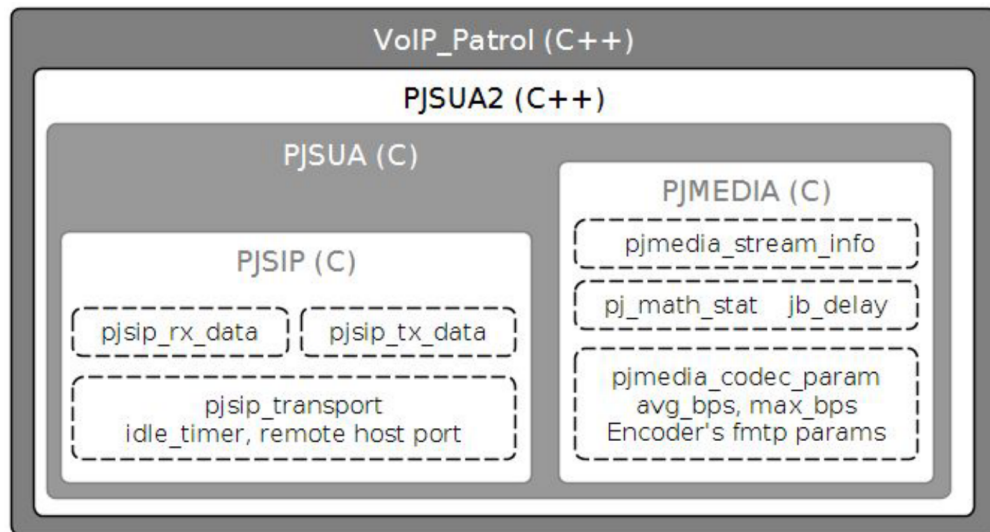 VoIP_Patrol (C++)
PJSUA2 (C++)
PJSUA (C)
PJSIP (C)
pjsip_rx_data
pjsip_tx_data
pjsip_transport
idle_timer, remote host port
PJMEDIA (C)
pjmedia_stream_info
pj_math_stat jb_delay
pjmedia_codec_param
avg_bps, max_bps
Encoder's fmtp params